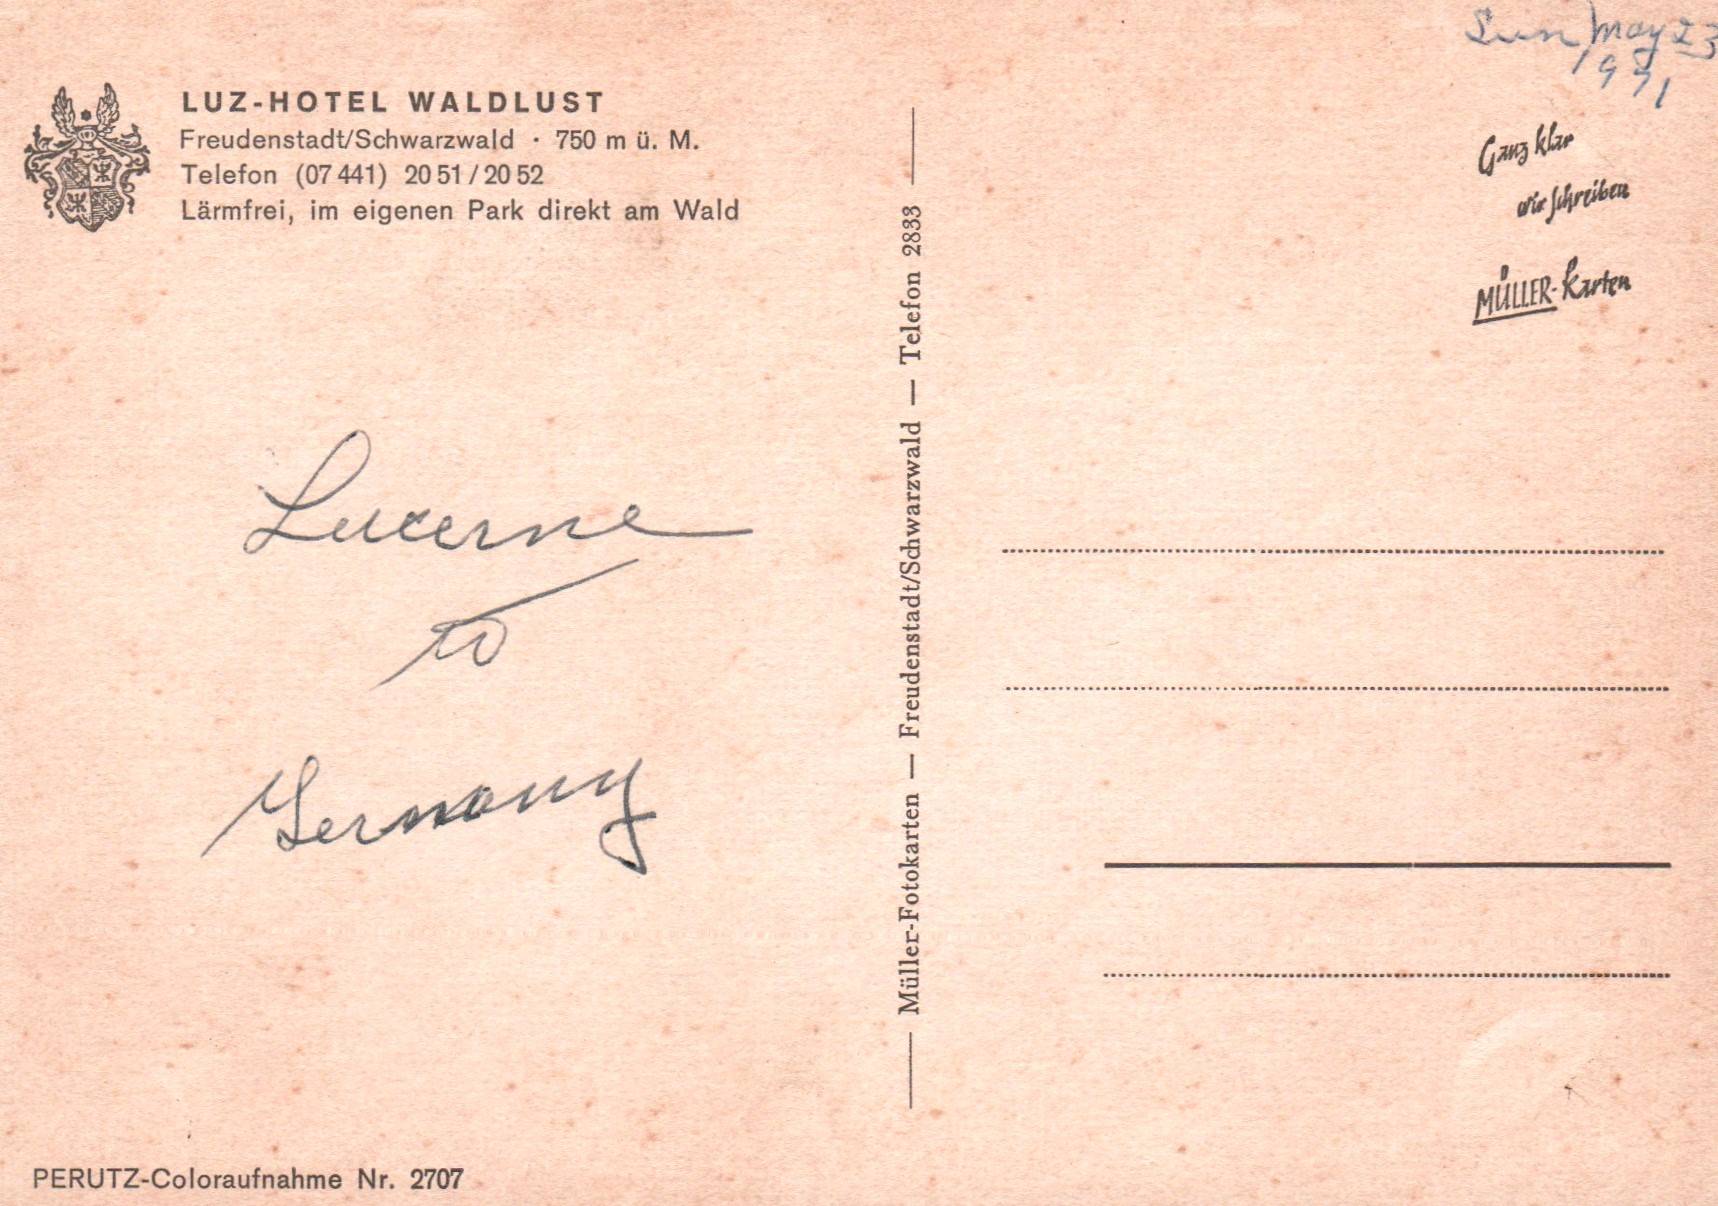 Sun May 23
1971
LUZ-HOTEL WALDLUST
Freudenstadt/Schwarzwald · 750 m ü. M.
Telefon (07 441) 20 51 / 20 52
Lärmfrei, im eigenen Park direkt am Wald
Ganz klar
wir schreiben
MÜLLER-Karten
Lucerne
to
Germany
Müller-Fotokarten — Freudenstadt/Schwarzwald — Telefon 2833
PERUTZ-Coloraufnahme Nr. 2707